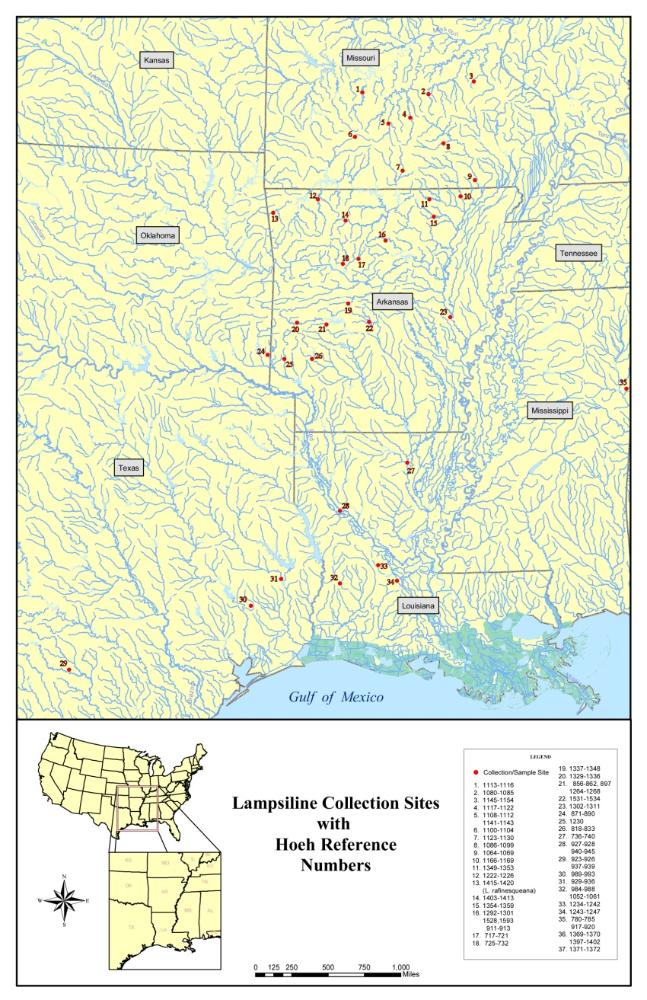 Missouri
Kansas
Missouri
Arkansas
3
1
2
4
5
6
8
7
9
Ohi
Tennessee
12
11
10
13
14
15
16
18
17
Canadian
Oklahoma
Tennessee
Arkansas
19
20
21
22
23
24
25
26
35
Mississippi
Red
Texas
27
28
33
31
32
34
30
Louisiana
29
Brazos
Gulf of Mexico
Lampsiline Collection Sites
with
Hoeh Reference
Numbers
N
W
E
S
KS
MO
IL
IN
KY
OK
AR
TN
MS
AL
TX
LA
0 125 250 500 750 1,000
Miles
LEGEND
Collection/Sample Site
1. 1113-1116
2. 1080-1085
3. 1145-1154
4. 1117-1122
5. 1108-1112
1141-1143
6. 1100-1104
7. 1123-1130
8. 1086-1099
9. 1064-1069
10. 1166-1169
11. 1349-1353
12. 1222-1226
13. 1415-1420
(L. rafinesqueana)
14. 1403-1413
15. 1354-1359
16. 1292-1301
1528,1593
911-913
17. 717-721
18. 725-732
19. 1337-1348
20. 1329-1336
21. 856-862, 897
1264-1268
22. 1531-1534
23. 1302-1311
24. 871-890
25. 1230
26. 818-833
27. 736-740
28. 927-928
940-945
29. 923-926
937-939
30. 989-993
31. 929-936
32. 984-988
1052-1061
33. 1234-1242
34. 1243-1247
35. 780-785
917-920
36. 1369-1370
1397-1402
37. 1371-1372